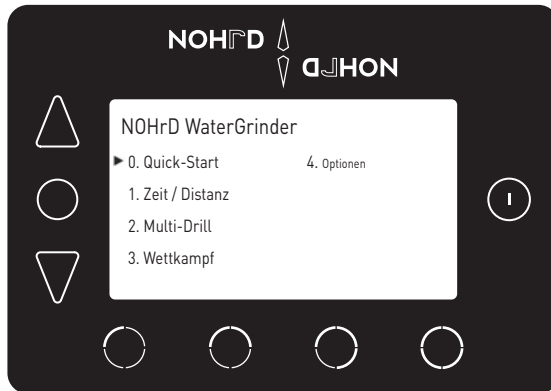 NOHrD
NOHrD
NOHrD WaterGrinder
0. Quick-Start
4. Optionen
1. Zeit / Distanz
2. Multi-Drill
3. Wettkampf
I